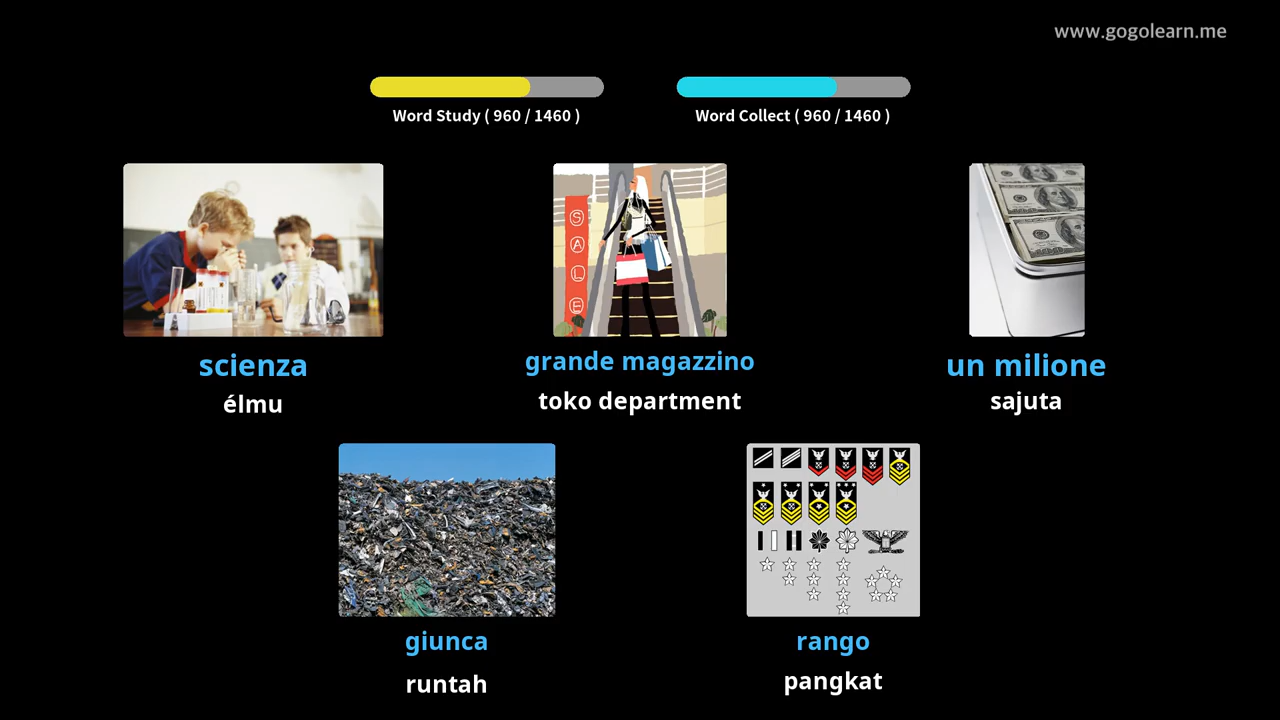 www.gogolearn.me
Word Study ( 960 / 1460 )
Word Collect ( 960 / 1460 )
SALE
scienza
élmu
grande magazzino
toko department
un milione
sajuta
giunca
runtah
rango
pangkat